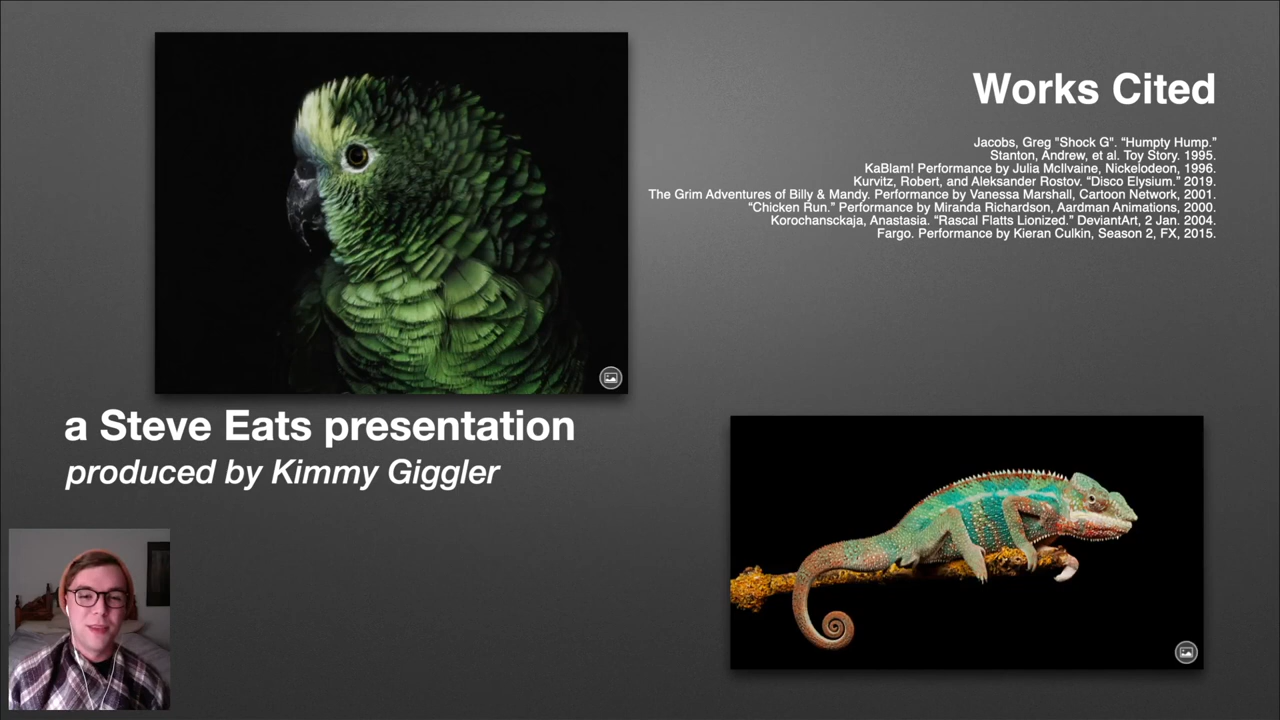 Works Cited
Jacobs, Greg "Shock G". “Humpty Hump.”
Stanton, Andrew, et al. Toy Story. 1995.
KaBlam! Performance by Julia McIlvaine, Nickelodeon, 1996.
Kurvitz, Robert, and Aleksander Rostov. “Disco Elysium.” 2019.
The Grim Adventures of Billy & Mandy. Performance by Vanessa Marshall, Cartoon Network, 2001.
“Chicken Run.” Performance by Miranda Richardson, Aardman Animations, 2000.
Korochansckaja, Anastasia. “Rascal Flatts Lionized.” DeviantArt, 2 Jan. 2004.
Fargo. Performance by Kieran Culkin, Season 2, FX, 2015.
a Steve Eats presentation
produced by Kimmy Giggler